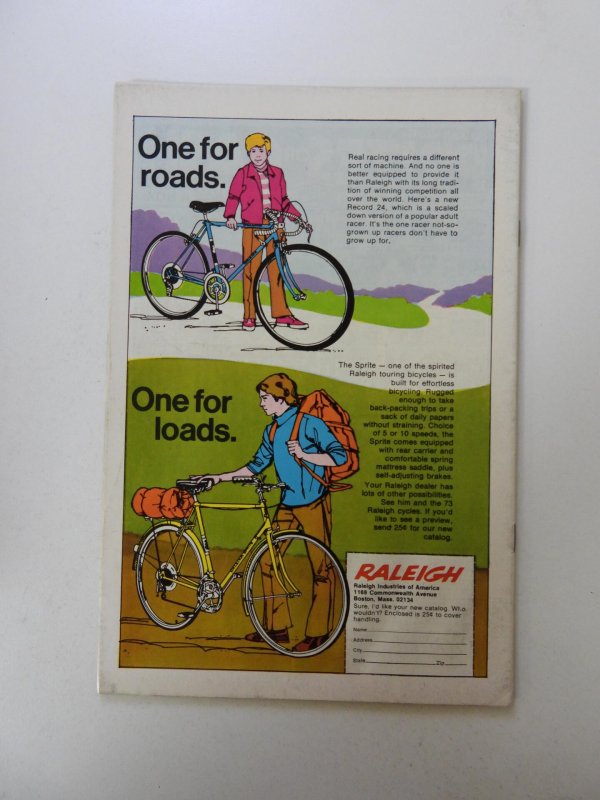 One for
roads.
Real racing requires a different
sort of machine. And no one is
better equipped to provide it
than Raleigh with its long tradi-
tion of winning competition all
over the world. Here's a new
Record 24, which is a scaled
down version of a popular adult
racer. It's the one racer not-so-
grown up racers don't have to
grow up for.
The Sprite — one of the spirited
Raleigh touring bicycles — is
built for effortless
bicycling. Rugged
enough to take
back-packing trips or a
sack of daily papers
without straining. Choice
of 5 or 10 speeds, the
Sprite comes equipped
with rear carrier and
comfortable spring
mattress saddle, plus
self-adjusting brakes.
Your Raleigh dealer has
lots of other possibilities.
See him and the 73
Raleigh cycles. If you'd
like to see a preview,
send 25¢ for our new
catalog.
One for
loads.
RALEIGH
Raleigh Industries of America
1168 Commonwealth Avenue
Boston, Mass. 02134
Sure, I'd like your new catalog. Who
wouldn't? Enclosed is 25¢ to cover
handling.
Name
Address
City
State Zip